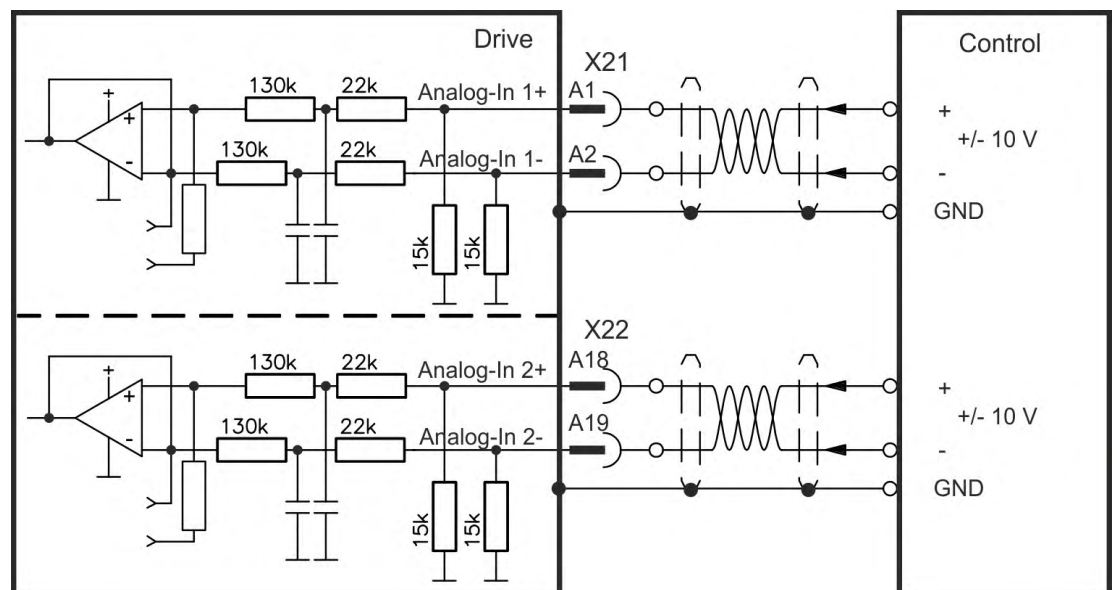 Drive
Control
X21
130k
22k
Analog-In 1+
A1
+
+
+
+/- 10 V
130k
22k
Analog-In 1-
A2
-
-
GND
15k
15k
X22
130k
22k
Analog-In 2+
A18
+
+
+
+/- 10 V
130k
22k
Analog-In 2-
A19
-
-
GND
15k
15k